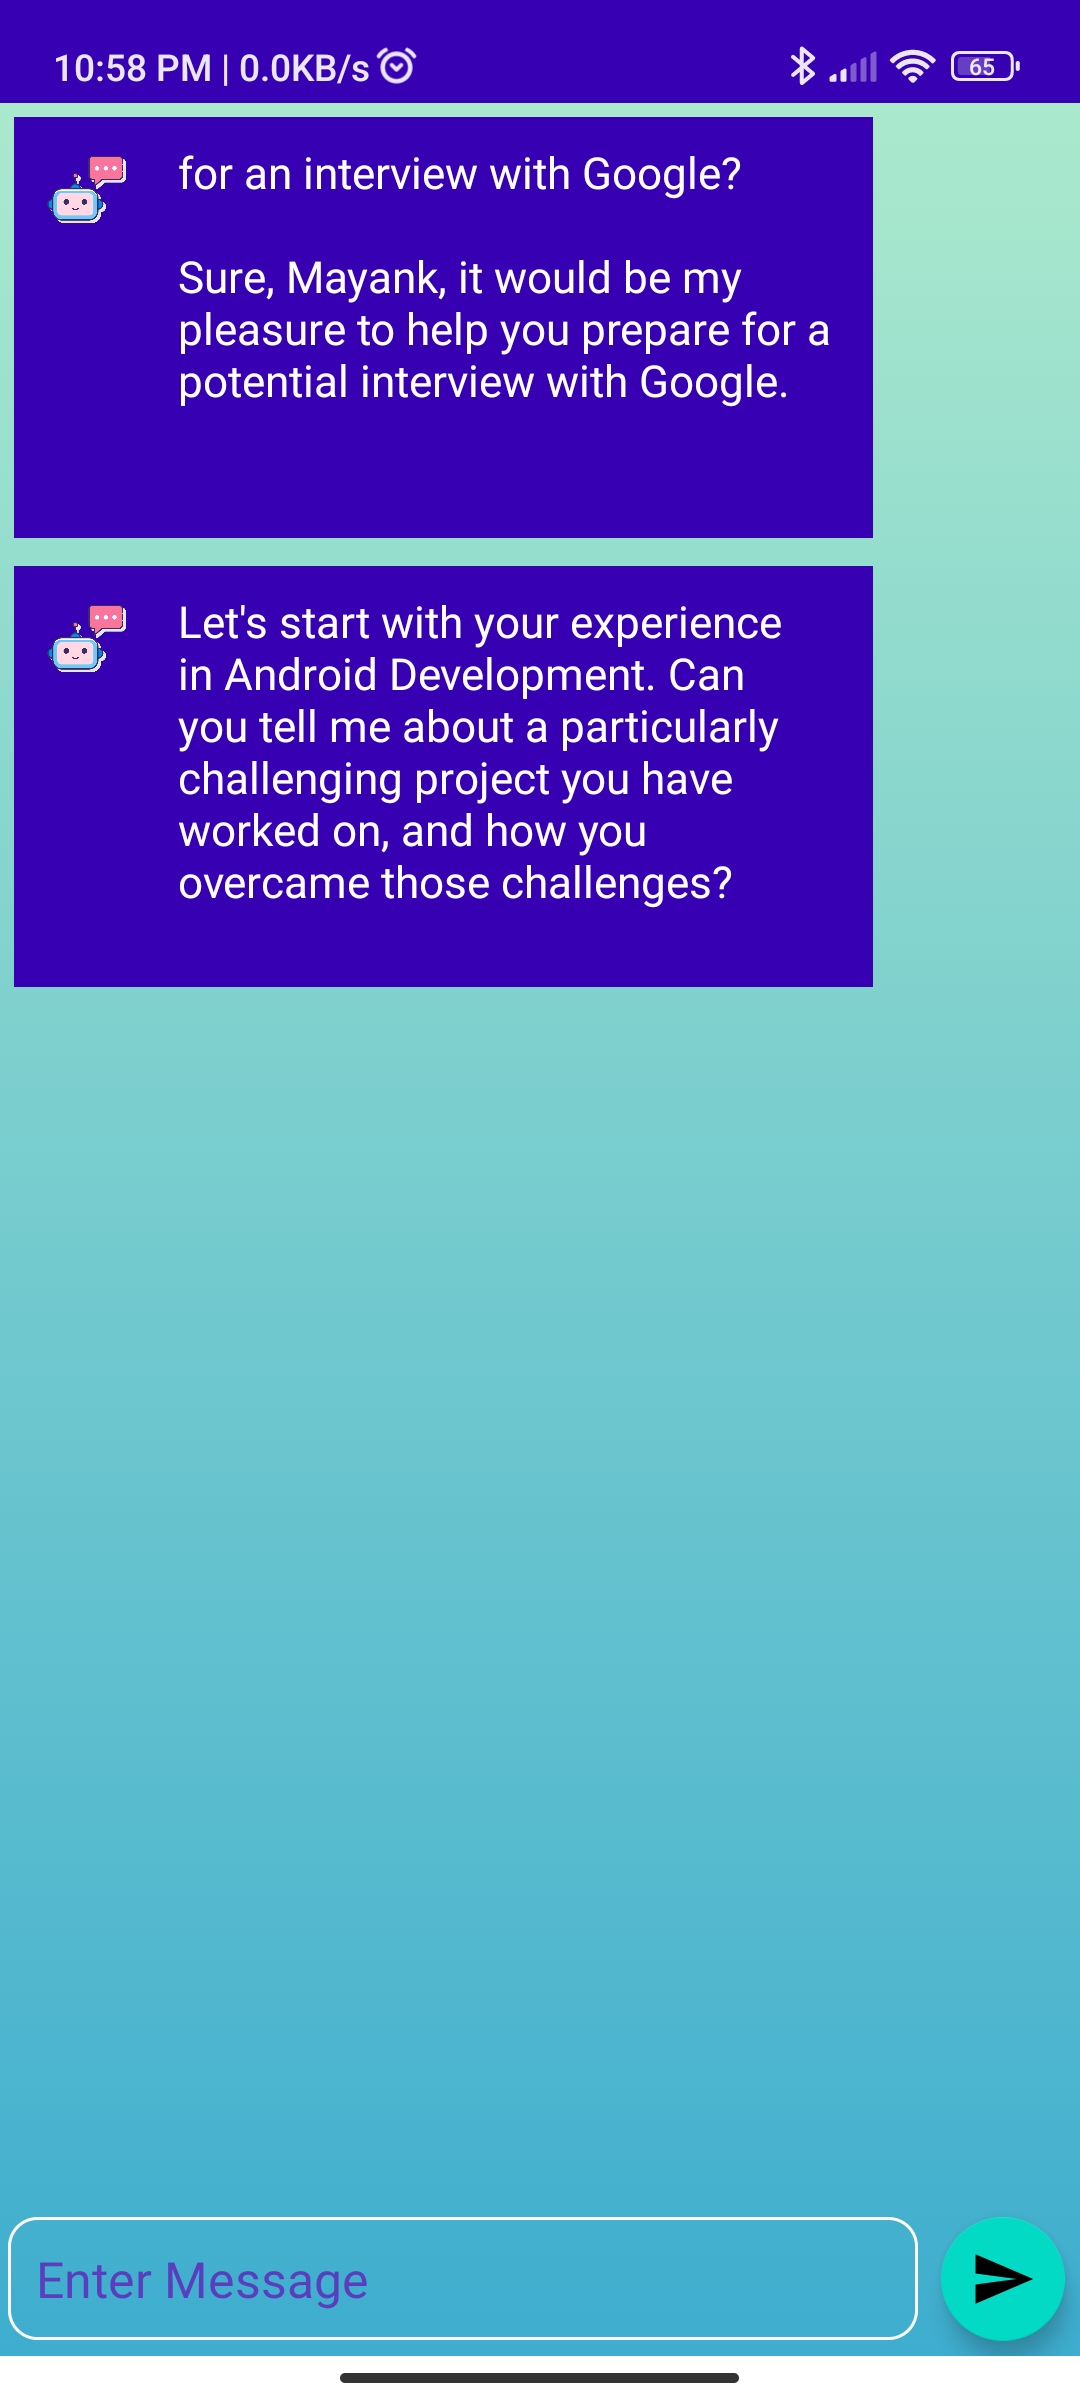 10:58 PM | 0.0KB/s
65
for an interview with Google?
Sure, Mayank, it would be my
pleasure to help you prepare for a
potential interview with Google.
Let's start with your experience
in Android Development. Can
you tell me about a particularly
challenging project you have
worked on, and how you
overcame those challenges?
Enter Message